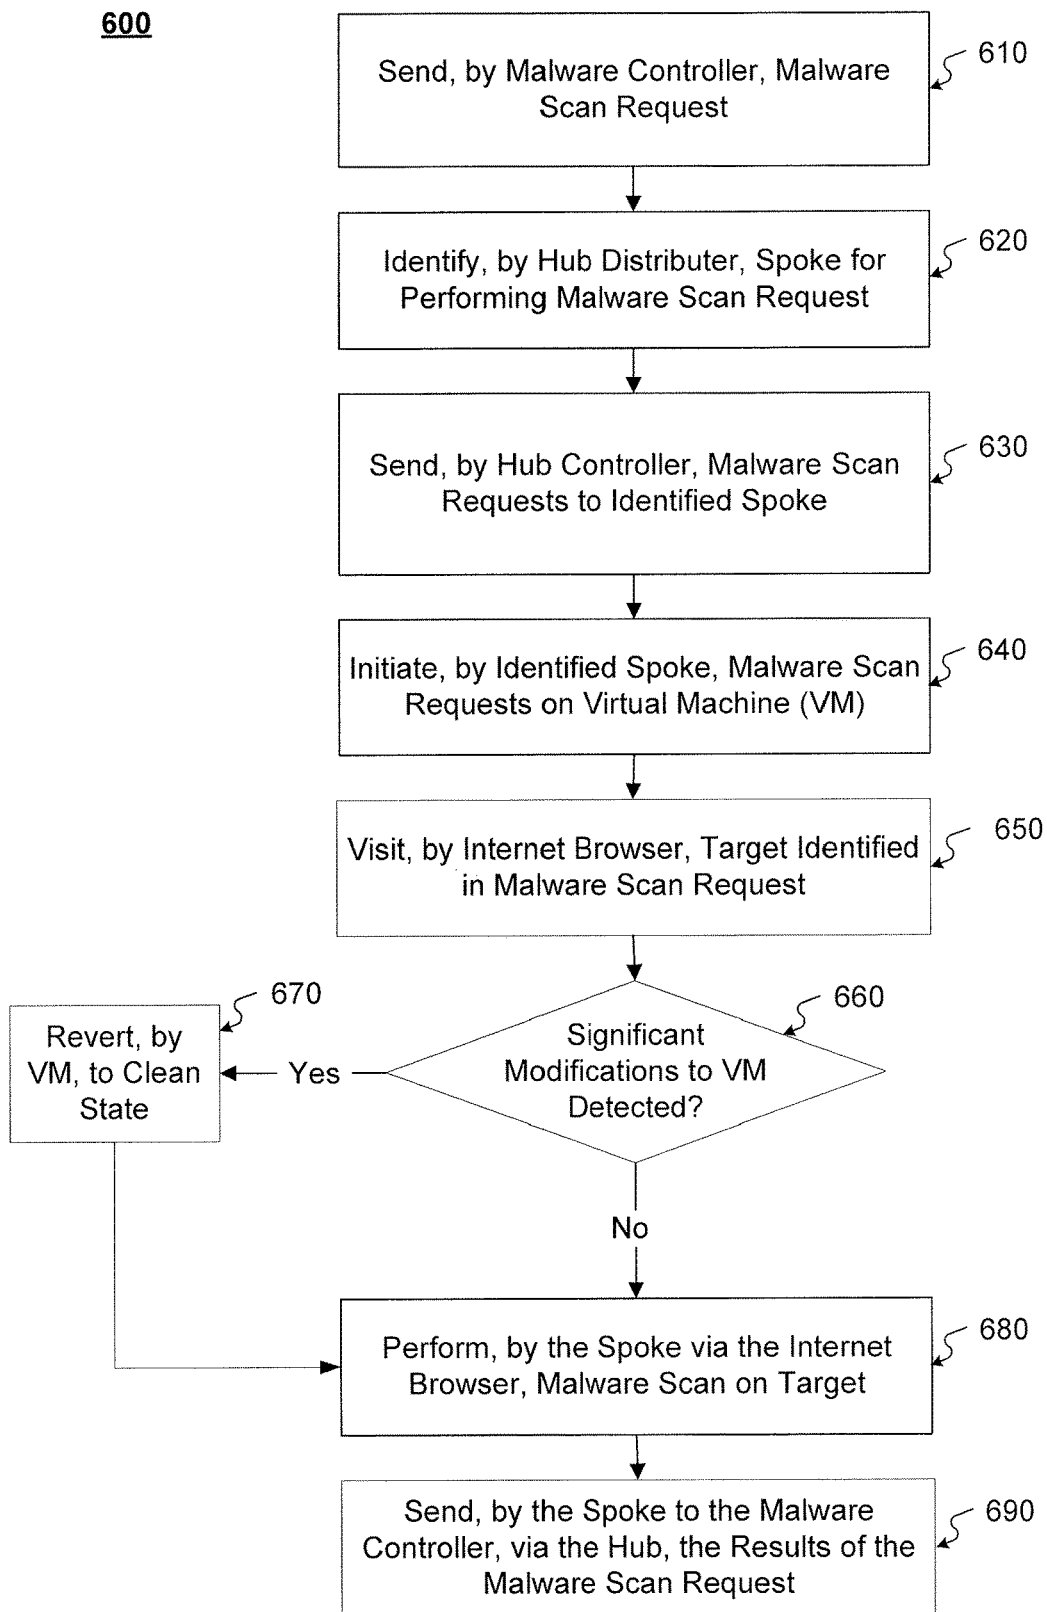 600
Send, by Malware Controller, Malware
Scan Request
610
Identify, by Hub Distributer, Spoke for
Performing Malware Scan Request
620
Send, by Hub Controller, Malware Scan
Requests to Identified Spoke
630
Initiate, by Identified Spoke, Malware Scan
Requests on Virtual Machine (VM)
640
Visit, by Internet Browser, Target Identified
in Malware Scan Request
650
Significant
Modifications to VM
Detected?
660
Yes
Revert, by
VM, to Clean
State
670
No
Perform, by the Spoke via the Internet
Browser, Malware Scan on Target
680
Send, by the Spoke to the Malware
Controller, via the Hub, the Results of the
Malware Scan Request
690